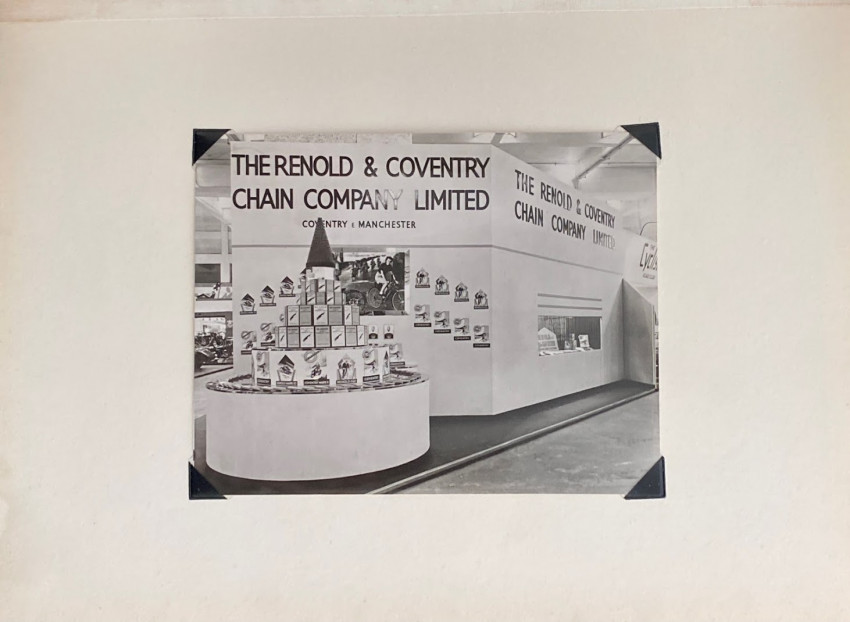 THE RENOLD & COVENTRY
CHAIN COMPANY LIMITED
COVENTRY & MANCHESTER
THE RENOLD & COVENTRY
CHAIN COMPANY LIMITED